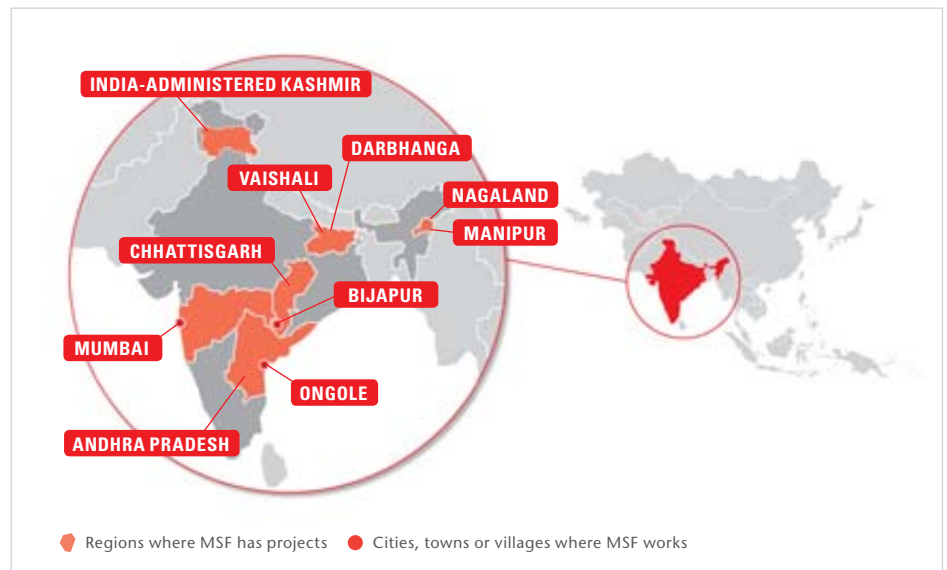 INDIA-ADMINISTERED KASHMIR
DARBHANGA
VAISHALI
NAGALAND
MANIPUR
CHHATTISGARH
BIJAPUR
MUMBAI
ONGOLE
ANDHRA PRADESH
Regions where MSF has projects
Cities, towns or villages where MSF works